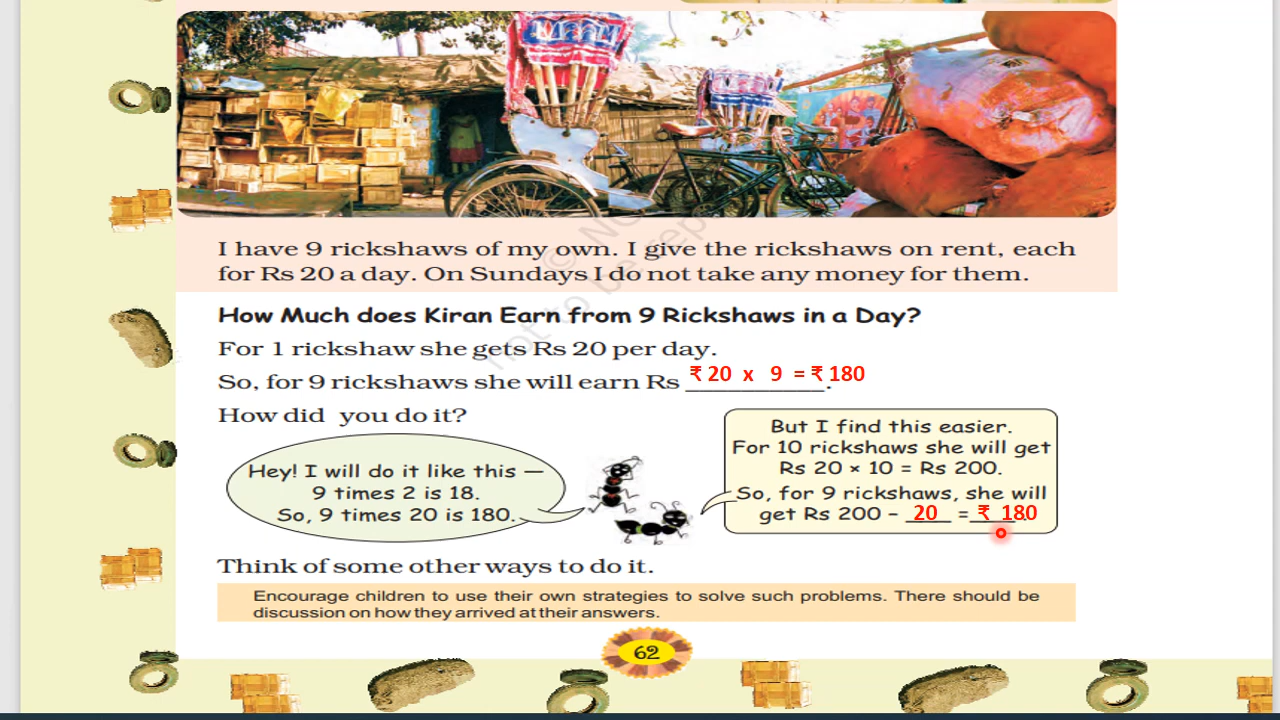 I have 9 rickshaws of my own. I give the rickshaws on rent, each
for Rs 20 a day. On Sundays I do not take any money for them.
How Much does Kiran Earn from 9 Rickshaws in a Day?
For 1 rickshaw she gets Rs 20 per day.
So, for 9 rickshaws she will earn Rs ₹ 20 x 9 = ₹ 180.
How did you do it?
Hey! I will do it like this —
9 times 2 is 18.
So, 9 times 20 is 180.
But I find this easier.
For 10 rickshaws she will get
Rs 20 × 10 = Rs 200.
So, for 9 rickshaws, she will
get Rs 200 – 20 = ₹ 180
Think of some other ways to do it.
Encourage children to use their own strategies to solve such problems. There should be
discussion on how they arrived at their answers.
62
not to be rep